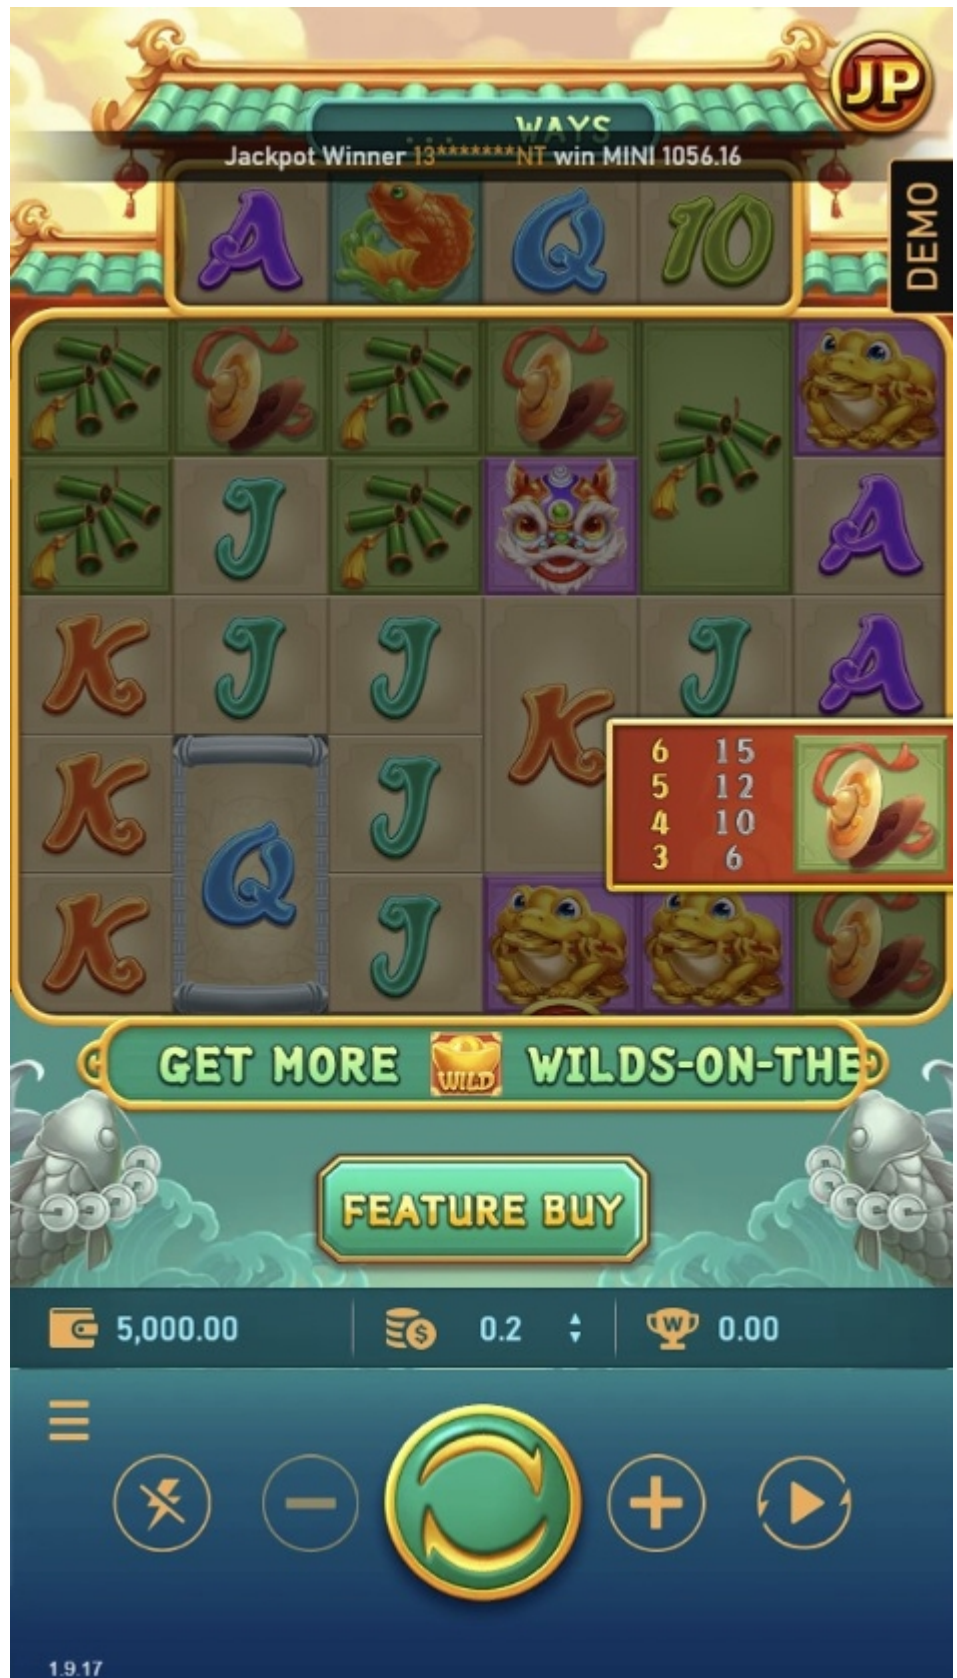 JP
WAYS
Jackpot Winner 13*******NT win MINI 1056.16
DEMO
A Q 10
J A
K J J J A
K J K
Q
K J
6 15
5 12
4 10
3 6
GET MORE WILD WILDS-ON-THE
FEATURE BUY
5,000.00 0.2 0.00
1.9.17